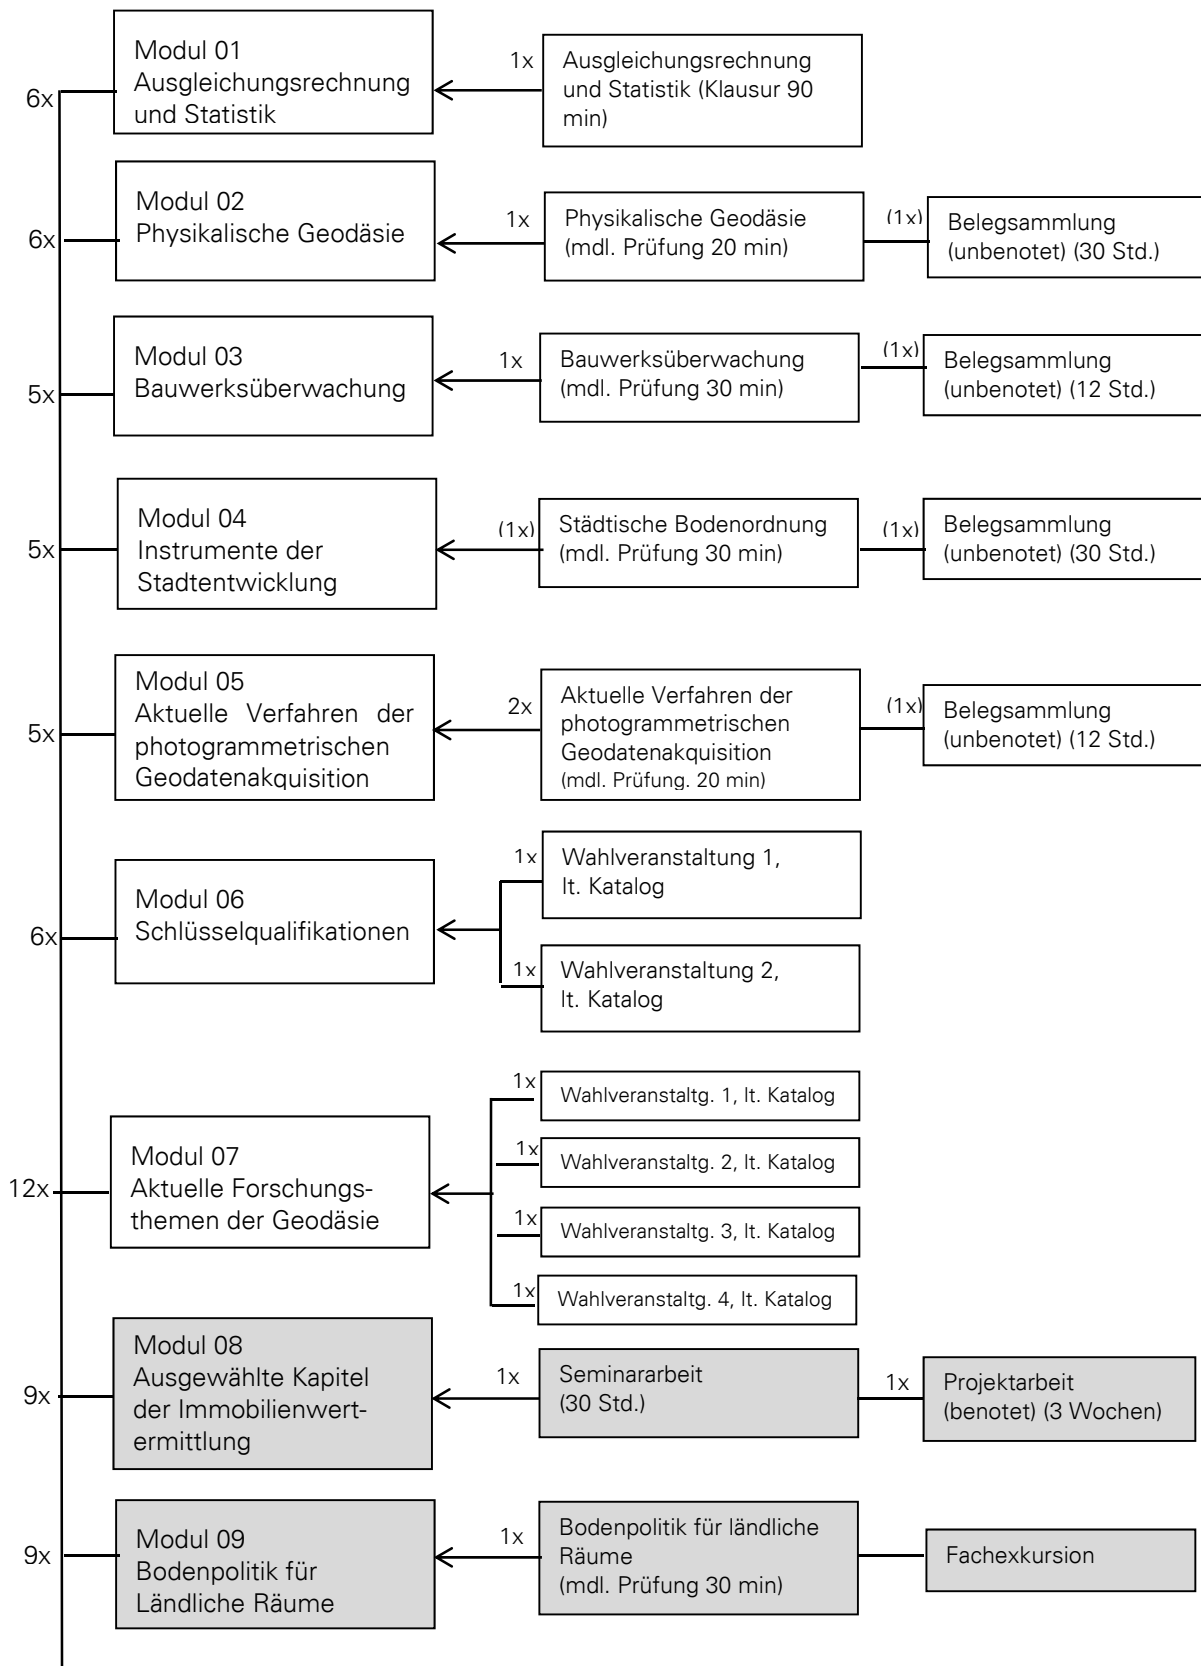 6x
Modul 01
Ausgleichungsrechnung
und Statistik
1x
Ausgleichungsrechnung
und Statistik (Klausur 90
min)
6x
Modul 02
Physikalische Geodäsie
1x
Physikalische Geodäsie
(mdl. Prüfung 20 min)
(1x)
Belegsammlung
(unbenotet) (30 Std.)
5x
Modul 03
Bauwerksüberwachung
1x
Bauwerksüberwachung
(mdl. Prüfung 30 min)
(1x)
Belegsammlung
(unbenotet) (12 Std.)
5x
Modul 04
Instrumente der
Stadtentwicklung
(1x)
Städtische Bodenordnung
(mdl. Prüfung 30 min)
(1x)
Belegsammlung
(unbenotet) (30 Std.)
5x
Modul 05
Aktuelle Verfahren der
photogrammetrischen
Geodatenakquisition
2x
Aktuelle Verfahren der
photogrammetrischen
Geodatenakquisition
(mdl. Prüfung. 20 min)
(1x)
Belegsammlung
(unbenotet) (12 Std.)
6x
Modul 06
Schlüsselqualifikationen
1x
Wahlveranstaltung 1,
lt. Katalog
1x
Wahlveranstaltung 2,
lt. Katalog
12x
Modul 07
Aktuelle Forschungs-
themen der Geodäsie
1x
Wahlveranstaltg. 1, lt. Katalog
1x
Wahlveranstaltg. 2, lt. Katalog
1x
Wahlveranstaltg. 3, lt. Katalog
1x
Wahlveranstaltg. 4, lt. Katalog
9x
Modul 08
Ausgewählte Kapitel
der Immobilienwert-
ermittlung
1x
Seminararbeit
(30 Std.)
1x
Projektarbeit
(benotet) (3 Wochen)
9x
Modul 09
Bodenpolitik für
Ländliche Räume
1x
Bodenpolitik für ländliche
Räume
(mdl. Prüfung 30 min)
Fachexkursion